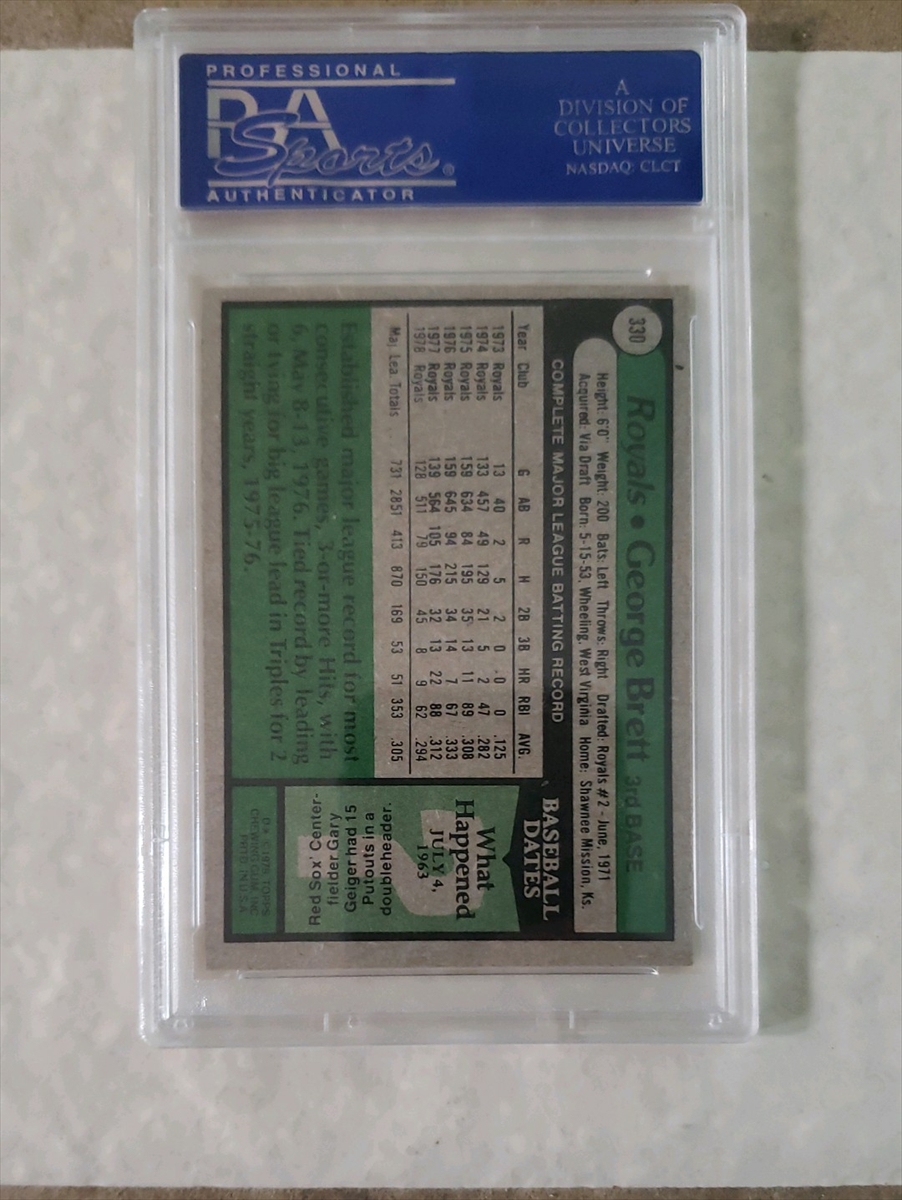 PROFESSIONAL
PSA
Sports®
AUTHENTICATOR
A
DIVISION OF
COLLECTORS
UNIVERSE
NASDAQ: CLCT
330
Royals • George Brett 3rd BASE
Height: 6'0" Weight: 200 Bats: Left Throws: Right Drafted: Royals #2 - June, 1971
Acquired: Via Draft Born: 5-15-53, Wheeling, West Virginia Home: Shawnee Mission, Ks.
COMPLETE MAJOR LEAGUE BATTING RECORD
Year Club G AB R H 2B 3B HR RBI AVG.
1973 Royals 13 40 2 5 2 0 0 0 .125
1974 Royals 133 457 49 129 21 5 2 47 .282
1975 Royals 159 634 84 195 35 13 11 89 .308
1976 Royals 159 645 94 215 34 14 7 67 .333
1977 Royals 139 564 105 176 32 13 22 88 .312
1978 Royals 128 511 79 150 45 8 9 62 .294
Maj. Lea. Totals 731 2851 413 870 169 53 51 353 .305
Established major league record for most
consecutive games, 3-or-more Hits, with
6, May 8-13, 1976. Tied record by leading
or tying for big league lead in Triples for 2
straight years, 1975-76.
BASEBALL
DATES
What
Happened
JULY 4,
1963
Red Sox' Center-
fielder Gary
Geiger had 15
Putouts in a
doubleheader.
© 1979 TOPPS
CHEWING GUM, INC.
PRTD. IN U.S.A.